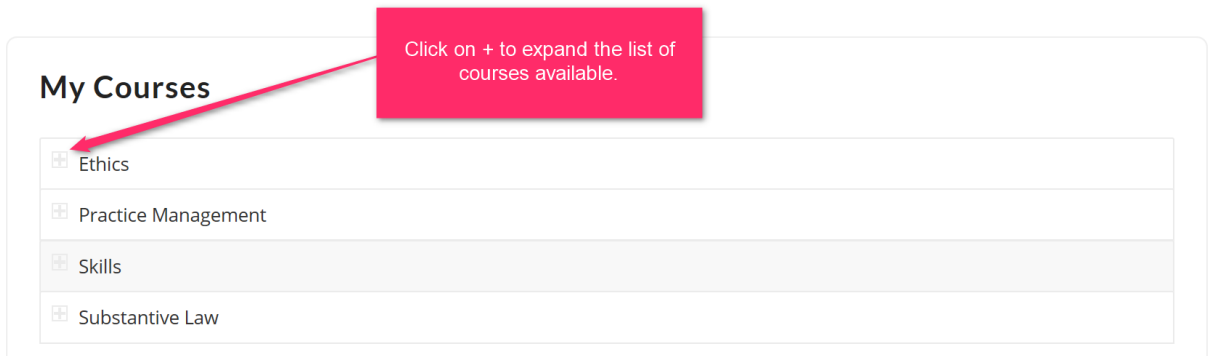 Click on + to expand the list of
courses available.
My Courses
Ethics
Practice Management
Skills
Substantive Law